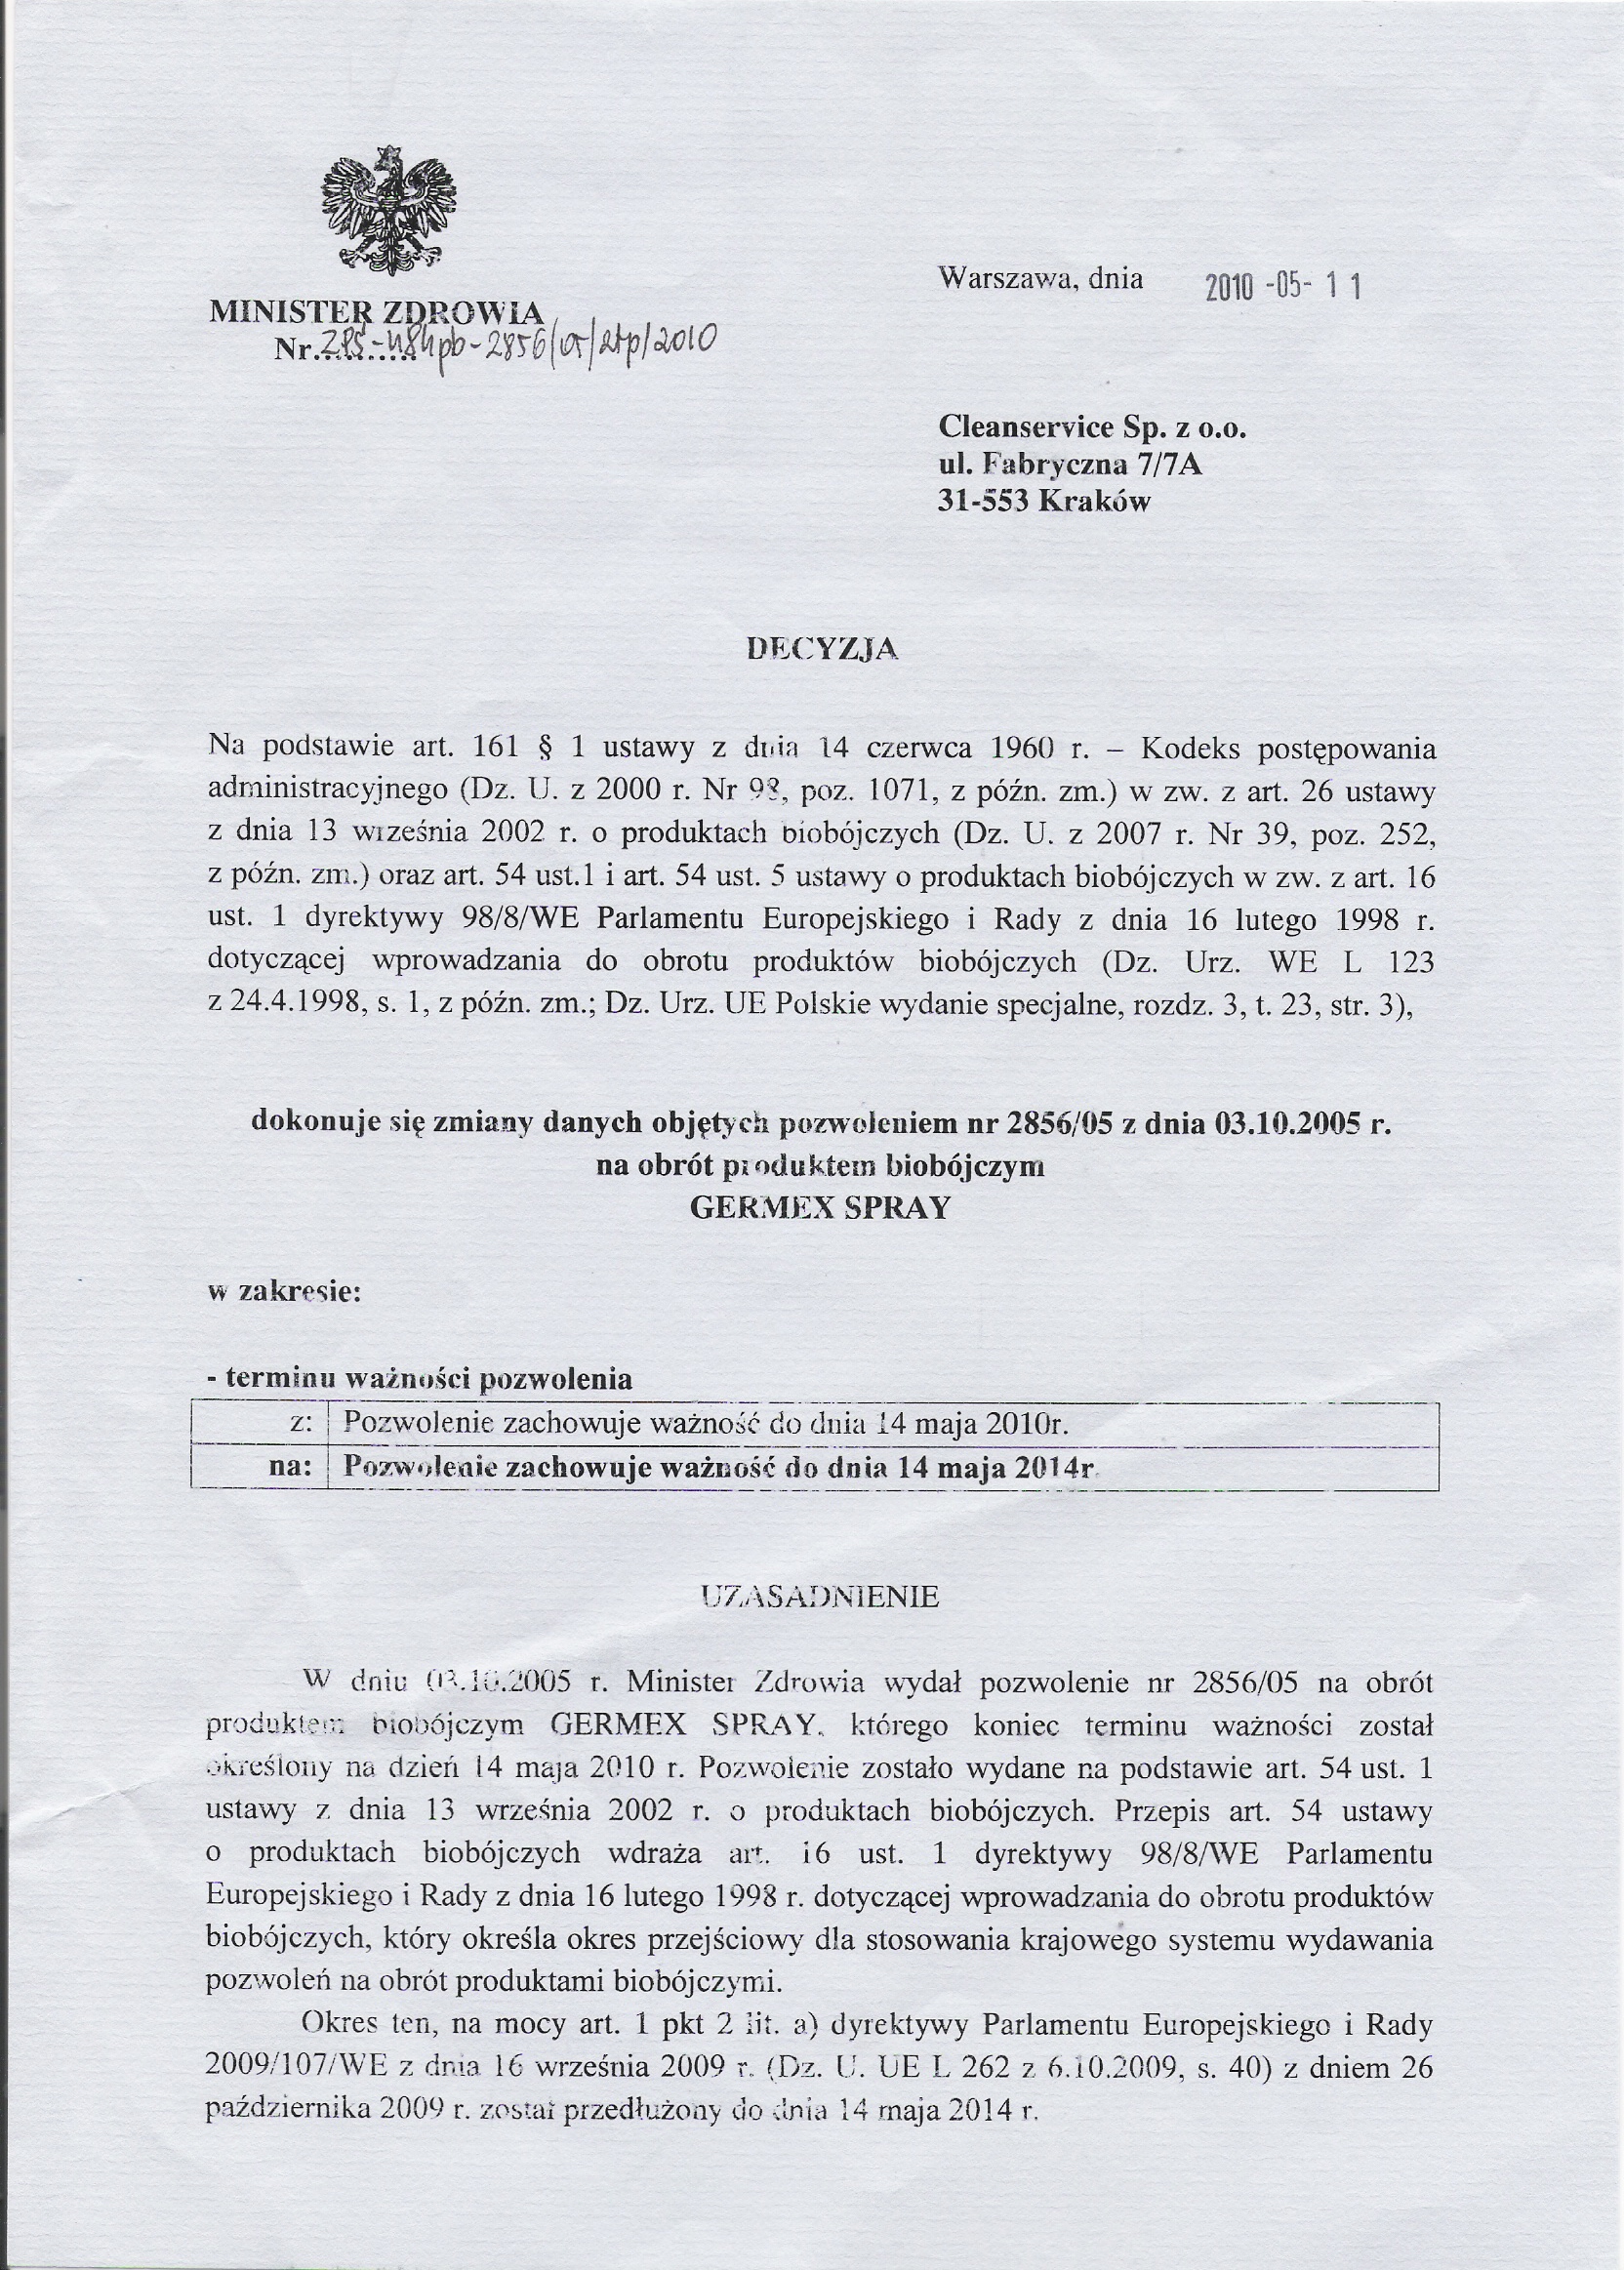 Warszawa, dnia 2010 -05- 1 1
MINISTER ZDROWIA
Nr. -2856/05/ /2010
Cleanservice Sp. z o.o.
ul. Fabryczna 7/7A
31-553 Kraków
DECYZJA
Na podstawie art. 161 § 1 ustawy z dnia 14 czerwca 1960 r. – Kodeks postępowania
administracyjnego (Dz. U. z 2000 r. Nr 98, poz. 1071, z późn. zm.) w zw. z art. 26 ustawy
z dnia 13 września 2002 r. o produktach biobójczych (Dz. U. z 2007 r. Nr 39, poz. 252,
z późn. zm.) oraz art. 54 ust.1 i art. 54 ust. 5 ustawy o produktach biobójczych w zw. z art. 16
ust. 1 dyrektywy 98/8/WE Parlamentu Europejskiego i Rady z dnia 16 lutego 1998 r.
dotyczącej wprowadzania do obrotu produktów biobójczych (Dz. Urz. WE L 123
z 24.4.1998, s. 1, z późn. zm.; Dz. Urz. UE Polskie wydanie specjalne, rozdz. 3, t. 23, str. 3),
dokonuje się zmiany danych objętych pozwoleniem nr 2856/05 z dnia 03.10.2005 r.
na obrót produktem biobójczym
GERMEX SPRAY
w zakresie:
- terminu ważności pozwolenia
z: Pozwolenie zachowuje ważność do dnia 14 maja 2010r.
na: Pozwolenie zachowuje ważność do dnia 14 maja 2014r.
UZASADNIENIE
W dniu 03.10.2005 r. Minister Zdrowia wydał pozwolenie nr 2856/05 na obrót
produktem biobójczym GERMEX SPRAY, którego koniec terminu ważności został
określony na dzień 14 maja 2010 r. Pozwolenie zostało wydane na podstawie art. 54 ust. 1
ustawy z dnia 13 września 2002 r. o produktach biobójczych. Przepis art. 54 ustawy
o produktach biobójczych wdraża art. 16 ust. 1 dyrektywy 98/8/WE Parlamentu
Europejskiego i Rady z dnia 16 lutego 1998 r. dotyczącej wprowadzania do obrotu produktów
biobójczych, który określa okres przejściowy dla stosowania krajowego systemu wydawania
pozwoleń na obrót produktami biobójczymi.
Okres ten, na mocy art. 1 pkt 2 lit. a) dyrektywy Parlamentu Europejskiego i Rady
2009/107/WE z dnia 16 września 2009 r. (Dz. U. UE L 262 z 6.10.2009, s. 40) z dniem 26
października 2009 r. został przedłużony do dnia 14 maja 2014 r.